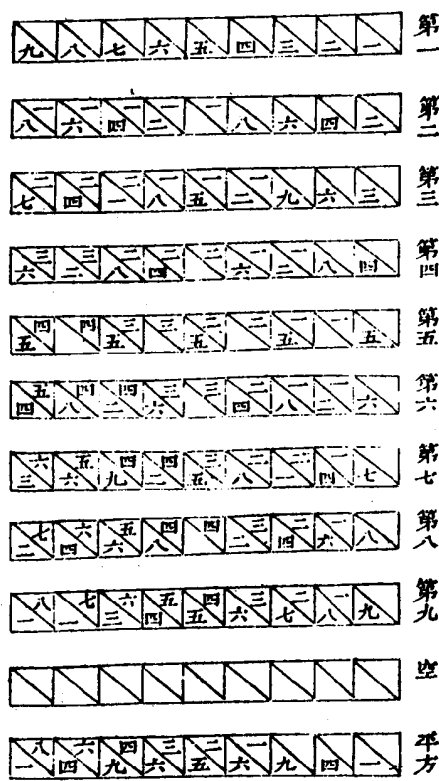 第一 一 二 三 四 五 六 七 八 九
第二 二 四 六 八 一 一二 一四 一六 一八
第三 三 六 九 一二 一五 一八 二一 二四 二七
第四 四 八 一二 一六 二 二四 二八 三二 三六
第五 五 一 一五 二 二五 三 三五 四 四五
第六 六 一二 一八 二四 三 三六 四二 四八 五四
第七 七 一四 二一 二八 三五 四二 四九 五六 六三
第八 八 一六 二四 三二 四 四八 五六 六四 七二
第九 九 一八 二七 三六 四五 五四 六三 七一 八一
空
平方 一 四 九 一六 二五 三六 四九 六四 八一